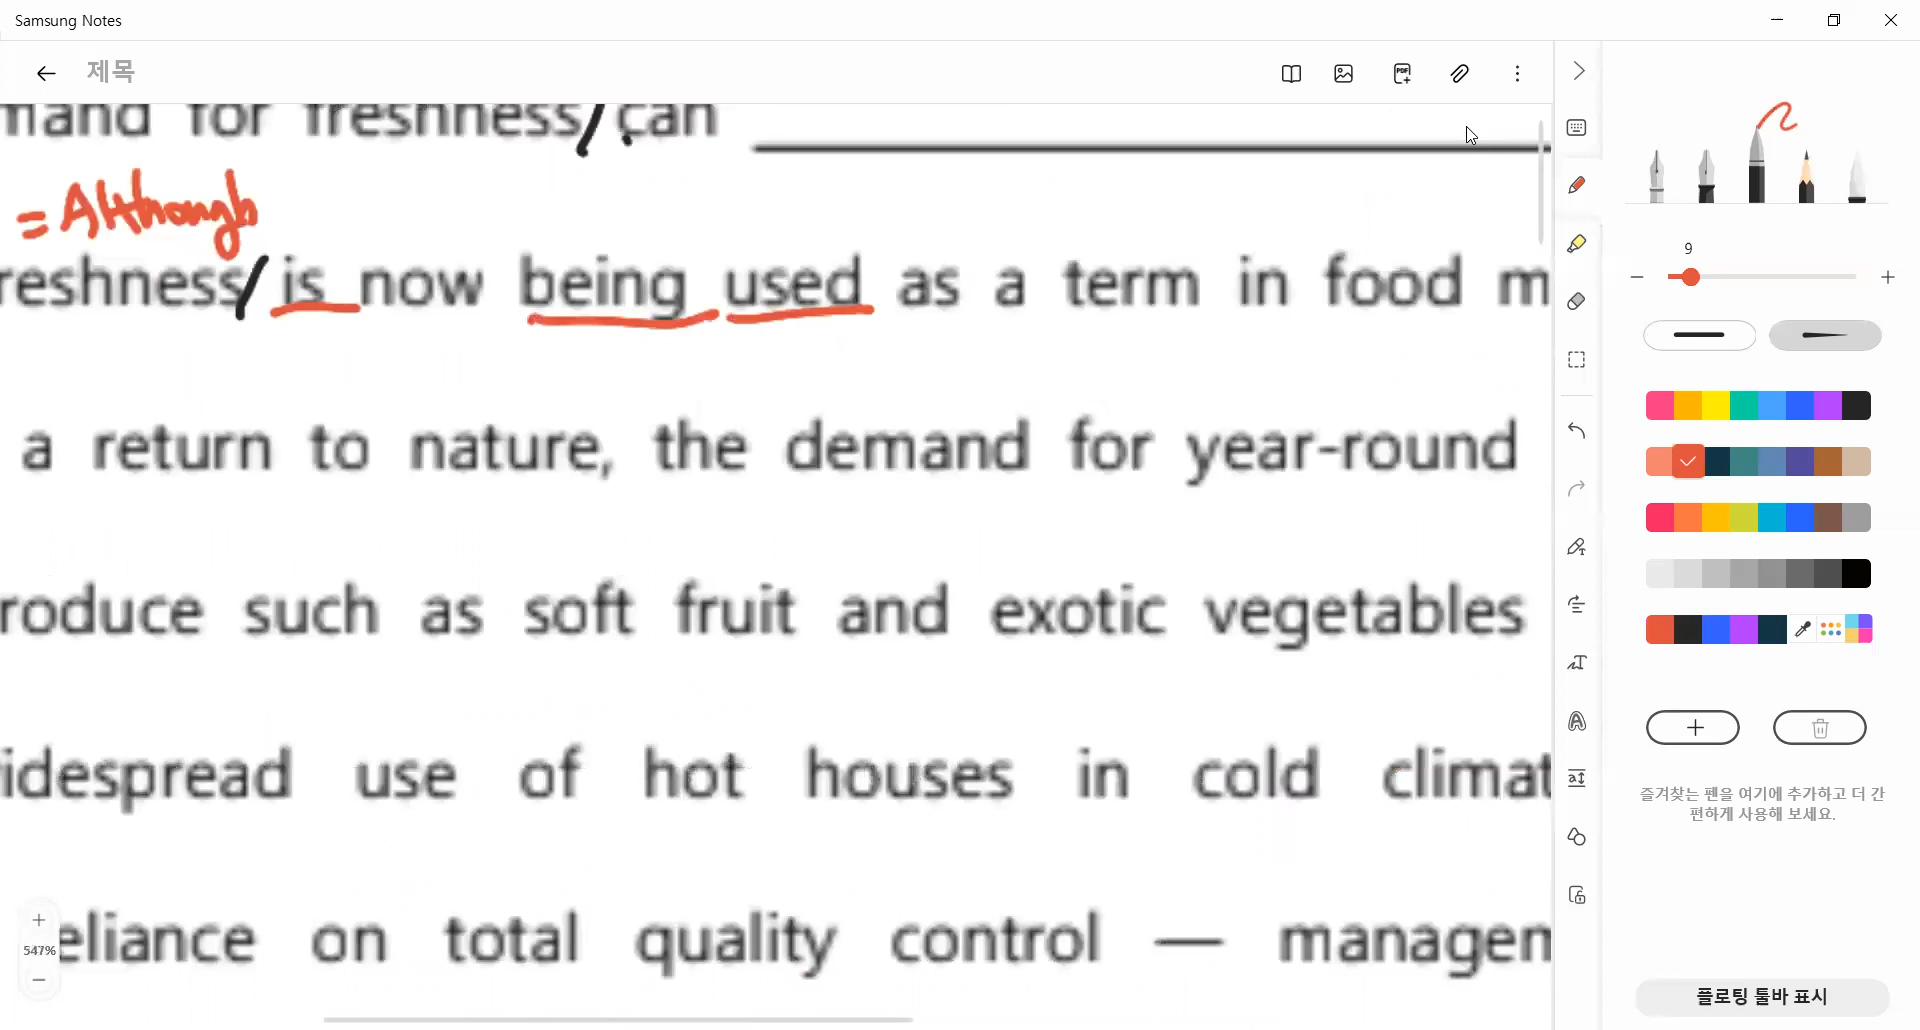 Samsung Notes
제목
mand for freshness/can
= Although
reshness/ is now being used as a term in food m
a return to nature, the demand for year-round
roduce such as soft fruit and exotic vegetables
idespread use of hot houses in cold climat
eliance on total quality control — managem
547%
9
즐겨찾는 펜을 여기에 추가하고 더 간
편하게 사용해 보세요.
플로팅 툴바 표시